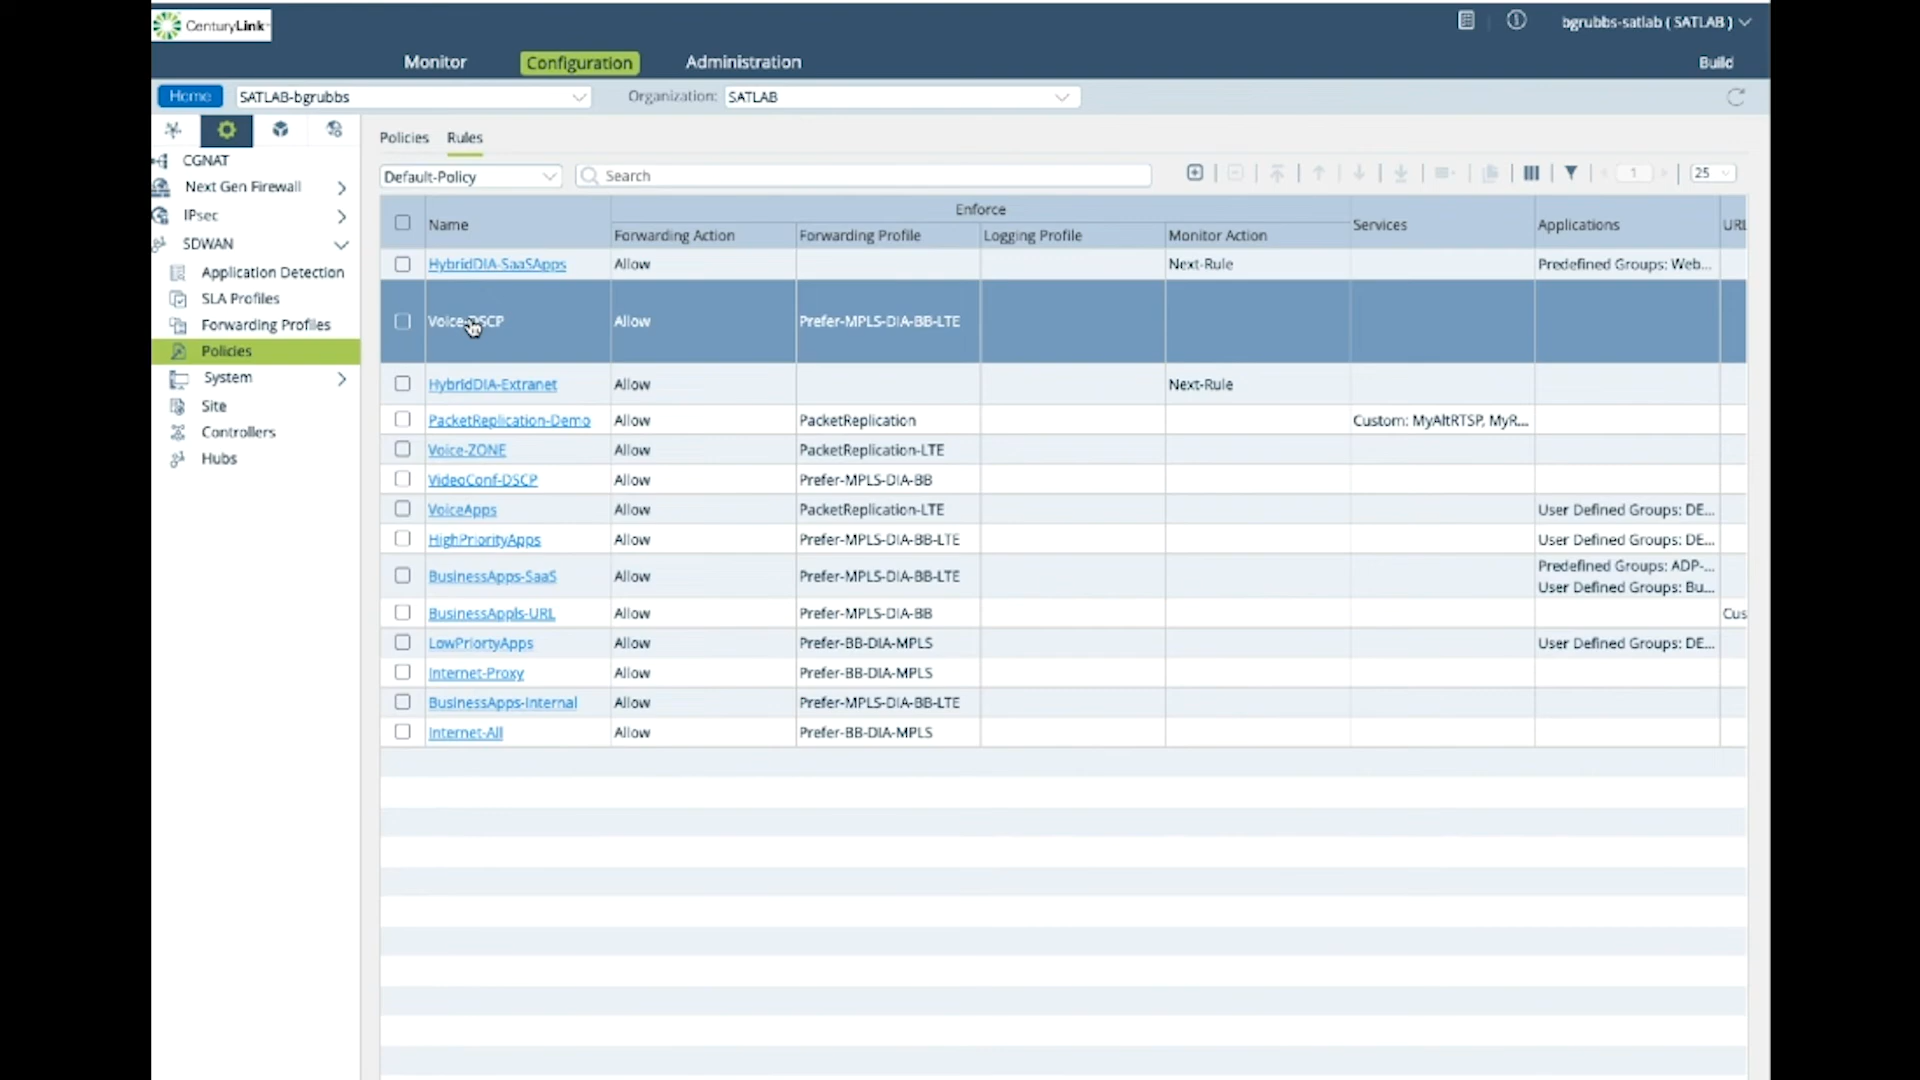 CenturyLink
bgrubbs-satlab ( SATLAB )
Monitor Configuration Administration Build
Home SATLAB-bgrubbs Organization: SATLAB
CGNAT
Next Gen Firewall
IPsec
SDWAN
Application Detection
SLA Profiles
Forwarding Profiles
Policies
System
Site
Controllers
Hubs
Policies Rules
Default-Policy Search 1 25
Name Enforce Services Applications URL
Forwarding Action Forwarding Profile Logging Profile Monitor Action
HybridDIA-SaaSApps Allow Next-Rule Predefined Groups: Web...
Voice-DSCP Allow Prefer-MPLS-DIA-BB-LTE
HybridDIA-Extranet Allow Next-Rule
PacketReplication-Demo Allow PacketReplication Custom: MyAltRTSP, MyR...
Voice-ZONE Allow PacketReplication-LTE
VideoConf-DSCP Allow Prefer-MPLS-DIA-BB
VoiceApps Allow PacketReplication-LTE User Defined Groups: DE...
HighPriorityApps Allow Prefer-MPLS-DIA-BB-LTE User Defined Groups: DE...
BusinessApps-SaaS Allow Prefer-MPLS-DIA-BB-LTE Predefined Groups: ADP-...
User Defined Groups: Bu...
BusinessAppls-URL Allow Prefer-MPLS-DIA-BB Cus
LowPriortyApps Allow Prefer-BB-DIA-MPLS User Defined Groups: DE...
Internet-Proxy Allow Prefer-BB-DIA-MPLS
BusinessApps-Internal Allow Prefer-MPLS-DIA-BB-LTE
Internet-All Allow Prefer-BB-DIA-MPLS